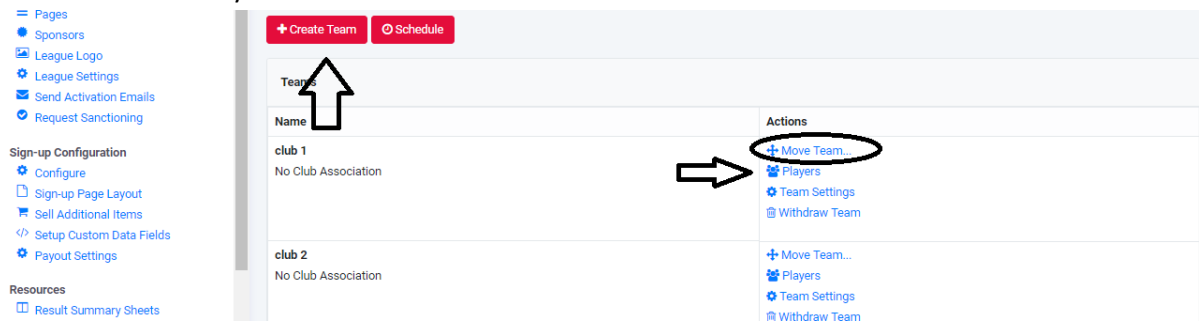 Pages
Sponsors
League Logo
League Settings
Send Activation Emails
Request Sanctioning
Sign-up Configuration
Configure
Sign-up Page Layout
Sell Additional Items
Setup Custom Data Fields
Payout Settings
Resources
Result Summary Sheets
Create Team
Schedule
Teams
Name
Actions
club 1
No Club Association
Move Team...
Players
Team Settings
Withdraw Team
club 2
No Club Association
Move Team...
Players
Team Settings
Withdraw Team